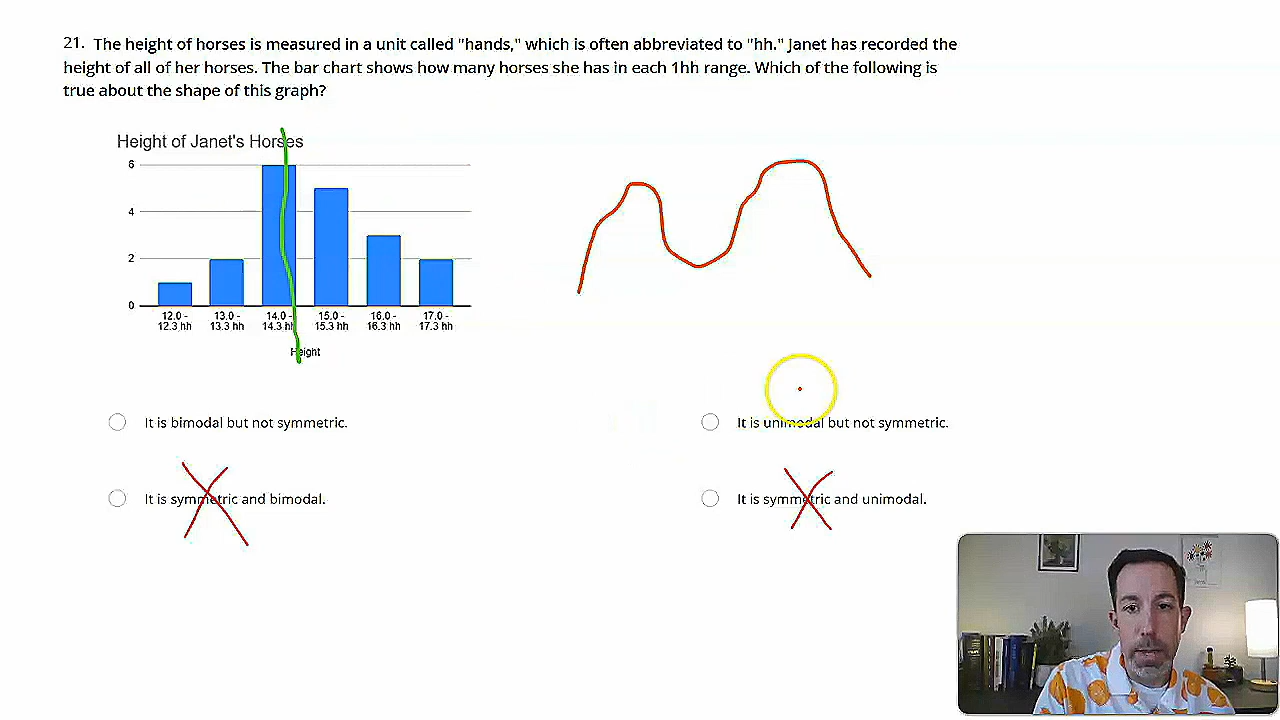 21. The height of horses is measured in a unit called "hands," which is often abbreviated to "hh." Janet has recorded the
height of all of her horses. The bar chart shows how many horses she has in each 1hh range. Which of the following is
true about the shape of this graph?
Height of Janet's Horses
6
4
2
0
12.0 - 13.0 - 14.0 - 15.0 - 16.0 - 17.0 -
12.3 hh 13.3 hh 14.3 hh 15.3 hh 16.3 hh 17.3 hh
Height
It is bimodal but not symmetric.
It is unimodal but not symmetric.
It is symmetric and bimodal.
It is symmetric and unimodal.